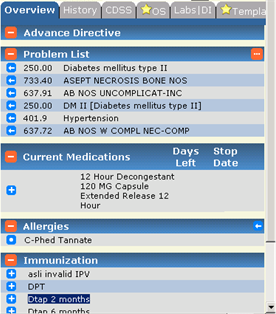 Overview History CDSS OS Labs|DI Templa
Advance Directive
Problem List
250.00 Diabetes mellitus type II
733.40 ASEPT NECROSIS BONE NOS
637.91 AB NOS UNCOMPLICAT-INC
250.00 DM II [Diabetes mellitus type II]
401.9 Hypertension
637.72 AB NOS W COMPL NEC-COMP
Current Medications Days Left Stop Date
12 Hour Decongestant
120 MG Capsule
Extended Release 12
Hour
Allergies
C-Phed Tannate
Immunization
asli invalid IPV
DPT
Dtap 2 months
Dtap 6 months